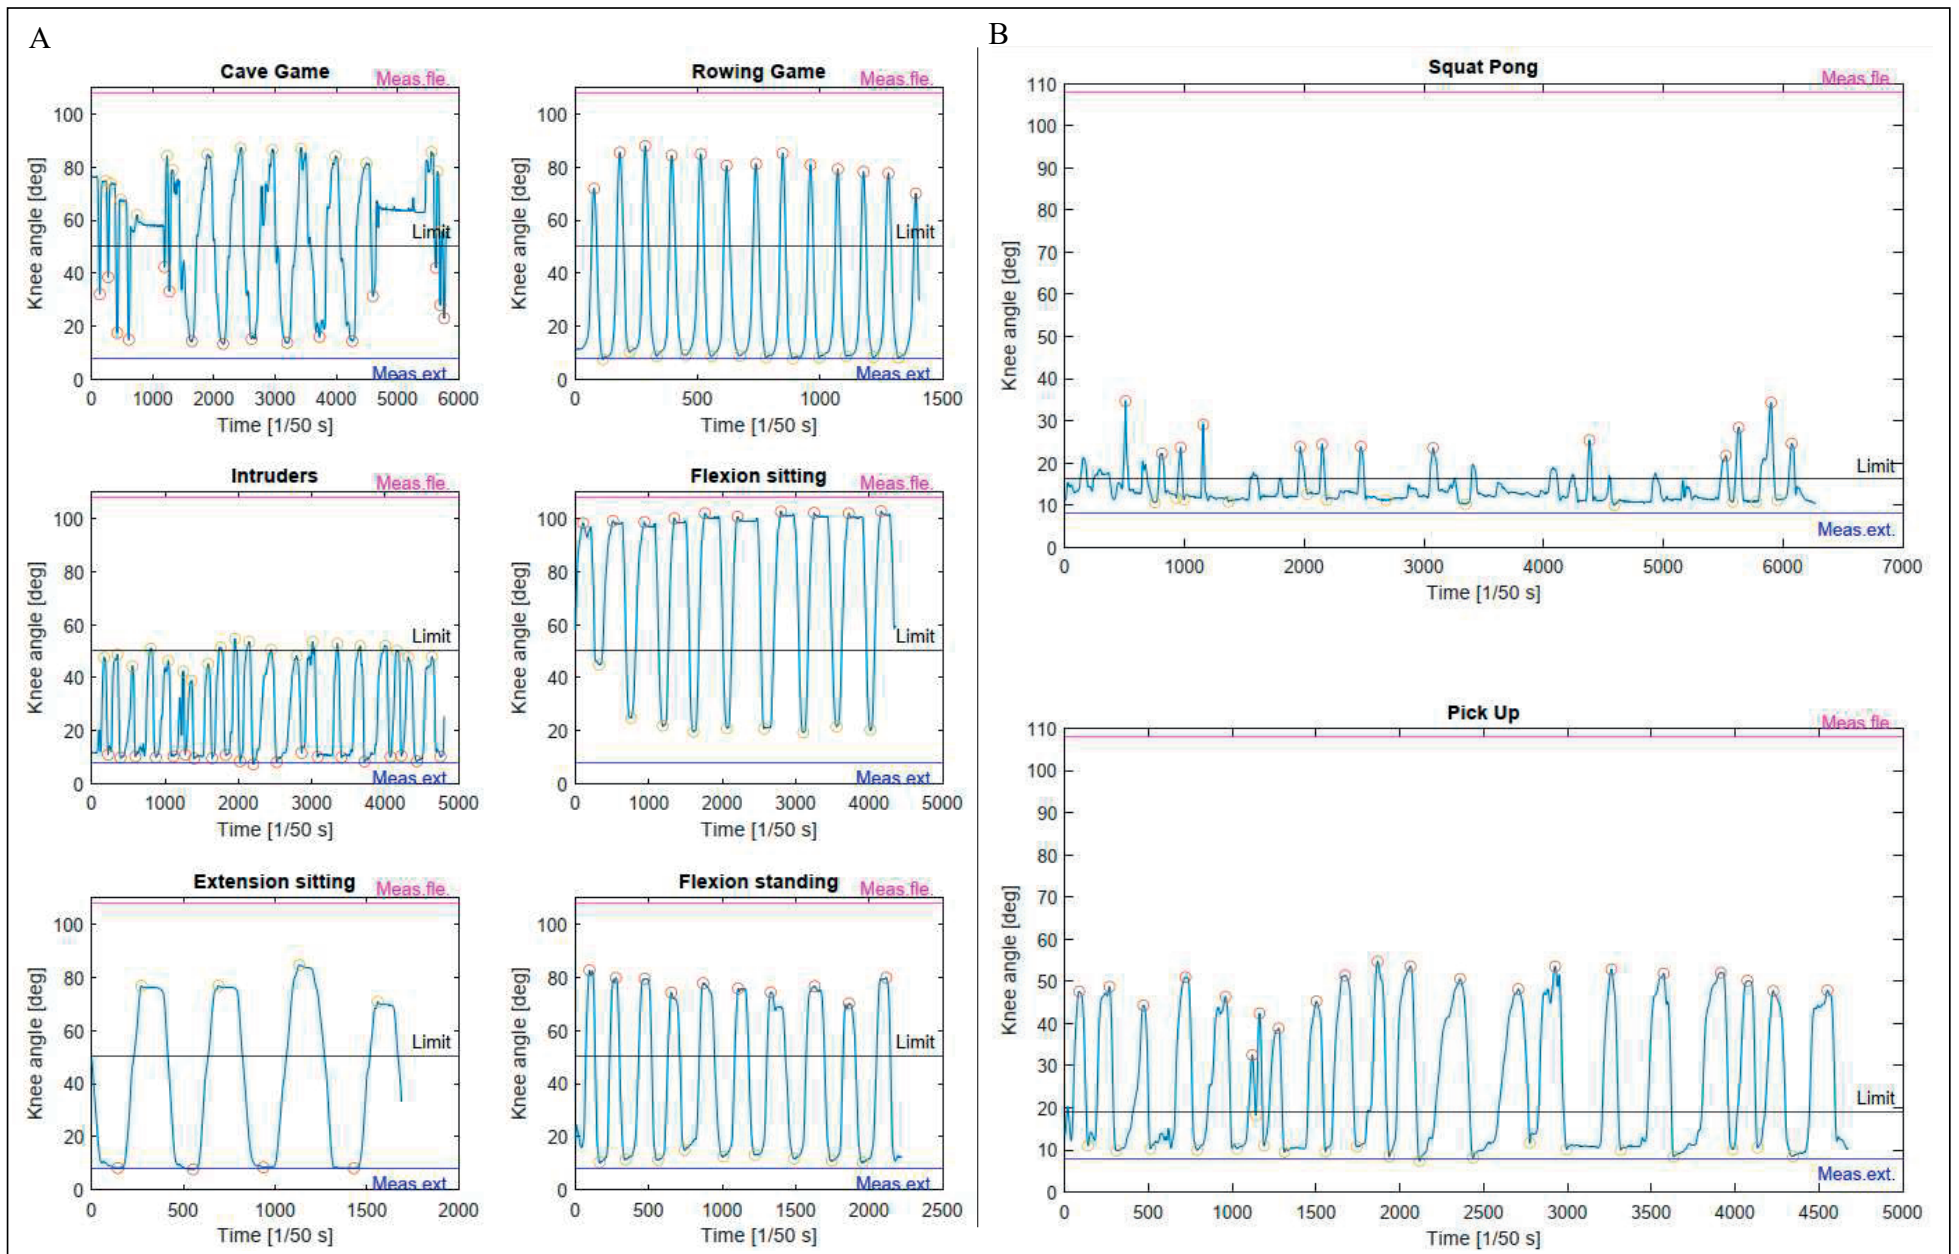 A
Cave Game
Meas.fle.
Knee angle [deg]
100
80
60
40
20
0
Limit
Meas.ext.
0 1000 2000 3000 4000 5000 6000
Time [1/50 s]
Rowing Game
Meas.fle.
Knee angle [deg]
100
80
60
40
20
0
Limit
Meas.ext.
0 500 1000 1500
Time [1/50 s]
Intruders
Meas.fle.
Knee angle [deg]
100
80
60
40
20
0
Limit
Meas.ext.
0 1000 2000 3000 4000 5000
Time [1/50 s]
Flexion sitting
Meas.fle.
Knee angle [deg]
100
80
60
40
20
0
Limit
Meas.ext.
0 1000 2000 3000 4000 5000
Time [1/50 s]
Extension sitting
Meas.fle.
Knee angle [deg]
100
80
60
40
20
0
Limit
Meas.ext.
0 500 1000 1500 2000
Time [1/50 s]
Flexion standing
Meas.fle.
Knee angle [deg]
100
80
60
40
20
0
Limit
Meas.ext.
0 500 1000 1500 2000 2500
Time [1/50 s]
B
Squat Pong
Meas.fle.
Knee angle [deg]
110
100
90
80
70
60
50
40
30
20
10
0
Limit
Meas.ext.
0 1000 2000 3000 4000 5000 6000 7000
Time [1/50 s]
Pick Up
Meas.fle.
Knee angle [deg]
110
100
90
80
70
60
50
40
30
20
10
0
Limit
Meas.ext.
0 500 1000 1500 2000 2500 3000 3500 4000 4500 5000
Time [1/50 s]